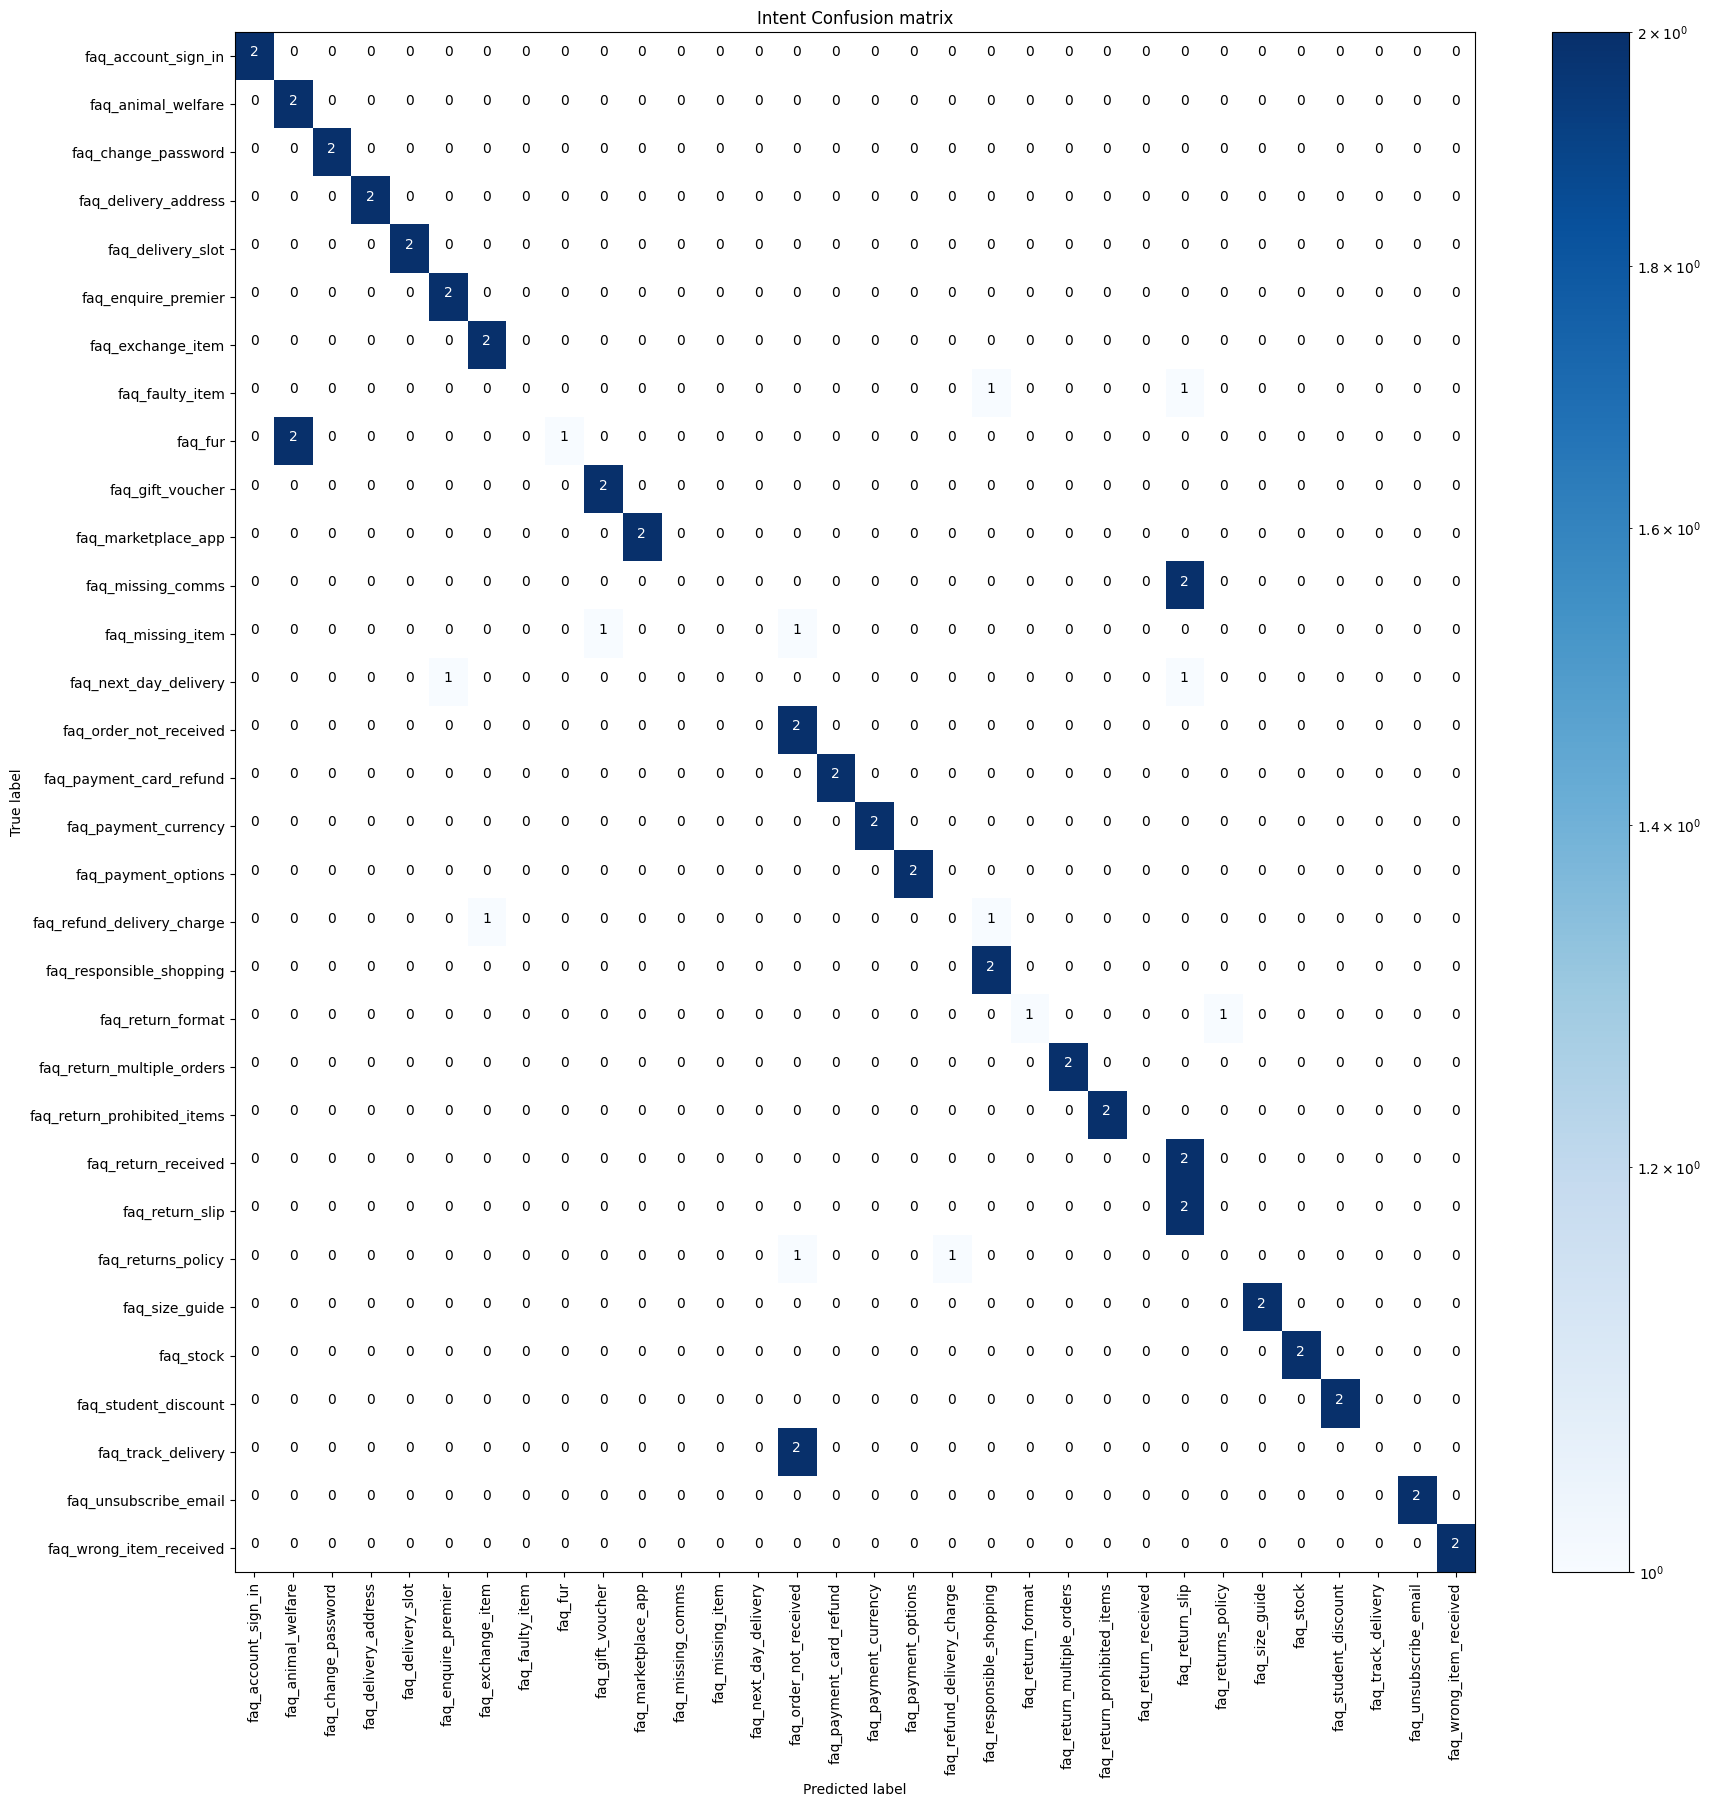 Intent Confusion matrix
faq_account_sign_in 2 0 0 0 0 0 0 0 0 0 0 0 0 0 0 0 0 0 0 0 0 0 0 0 0 0 0 0 0 0 0 0
faq_animal_welfare 0 2 0 0 0 0 0 0 0 0 0 0 0 0 0 0 0 0 0 0 0 0 0 0 0 0 0 0 0 0 0 0
faq_change_password 0 0 2 0 0 0 0 0 0 0 0 0 0 0 0 0 0 0 0 0 0 0 0 0 0 0 0 0 0 0 0 0
faq_delivery_address 0 0 0 2 0 0 0 0 0 0 0 0 0 0 0 0 0 0 0 0 0 0 0 0 0 0 0 0 0 0 0 0
faq_delivery_slot 0 0 0 0 2 0 0 0 0 0 0 0 0 0 0 0 0 0 0 0 0 0 0 0 0 0 0 0 0 0 0 0
faq_enquire_premier 0 0 0 0 0 2 0 0 0 0 0 0 0 0 0 0 0 0 0 0 0 0 0 0 0 0 0 0 0 0 0 0
faq_exchange_item 0 0 0 0 0 0 2 0 0 0 0 0 0 0 0 0 0 0 0 0 0 0 0 0 0 0 0 0 0 0 0 0
faq_faulty_item 0 0 0 0 0 0 0 0 0 0 0 0 0 0 0 0 0 0 0 1 0 0 0 0 1 0 0 0 0 0 0 0
faq_fur 0 2 0 0 0 0 0 0 1 0 0 0 0 0 0 0 0 0 0 0 0 0 0 0 0 0 0 0 0 0 0 0
faq_gift_voucher 0 0 0 0 0 0 0 0 0 2 0 0 0 0 0 0 0 0 0 0 0 0 0 0 0 0 0 0 0 0 0 0
faq_marketplace_app 0 0 0 0 0 0 0 0 0 0 2 0 0 0 0 0 0 0 0 0 0 0 0 0 0 0 0 0 0 0 0 0
faq_missing_comms 0 0 0 0 0 0 0 0 0 0 0 0 0 0 0 0 0 0 0 0 0 0 0 0 2 0 0 0 0 0 0 0
faq_missing_item 0 0 0 0 0 0 0 0 0 1 0 0 0 0 1 0 0 0 0 0 0 0 0 0 0 0 0 0 0 0 0 0
faq_next_day_delivery 0 0 0 0 0 1 0 0 0 0 0 0 0 0 0 0 0 0 0 0 0 0 0 0 1 0 0 0 0 0 0 0
faq_order_not_received 0 0 0 0 0 0 0 0 0 0 0 0 0 0 2 0 0 0 0 0 0 0 0 0 0 0 0 0 0 0 0 0
faq_payment_card_refund 0 0 0 0 0 0 0 0 0 0 0 0 0 0 0 2 0 0 0 0 0 0 0 0 0 0 0 0 0 0 0 0
faq_payment_currency 0 0 0 0 0 0 0 0 0 0 0 0 0 0 0 0 2 0 0 0 0 0 0 0 0 0 0 0 0 0 0 0
faq_payment_options 0 0 0 0 0 0 0 0 0 0 0 0 0 0 0 0 0 2 0 0 0 0 0 0 0 0 0 0 0 0 0 0
faq_refund_delivery_charge 0 0 0 0 0 0 1 0 0 0 0 0 0 0 0 0 0 0 0 1 0 0 0 0 0 0 0 0 0 0 0 0
faq_responsible_shopping 0 0 0 0 0 0 0 0 0 0 0 0 0 0 0 0 0 0 0 2 0 0 0 0 0 0 0 0 0 0 0 0
faq_return_format 0 0 0 0 0 0 0 0 0 0 0 0 0 0 0 0 0 0 0 0 1 0 0 0 0 1 0 0 0 0 0 0
faq_return_multiple_orders 0 0 0 0 0 0 0 0 0 0 0 0 0 0 0 0 0 0 0 0 0 2 0 0 0 0 0 0 0 0 0 0
faq_return_prohibited_items 0 0 0 0 0 0 0 0 0 0 0 0 0 0 0 0 0 0 0 0 0 0 2 0 0 0 0 0 0 0 0 0
faq_return_received 0 0 0 0 0 0 0 0 0 0 0 0 0 0 0 0 0 0 0 0 0 0 0 0 2 0 0 0 0 0 0 0
faq_return_slip 0 0 0 0 0 0 0 0 0 0 0 0 0 0 0 0 0 0 0 0 0 0 0 0 2 0 0 0 0 0 0 0
faq_returns_policy 0 0 0 0 0 0 0 0 0 0 0 0 0 0 1 0 0 0 1 0 0 0 0 0 0 0 0 0 0 0 0 0
faq_size_guide 0 0 0 0 0 0 0 0 0 0 0 0 0 0 0 0 0 0 0 0 0 0 0 0 0 0 2 0 0 0 0 0
faq_stock 0 0 0 0 0 0 0 0 0 0 0 0 0 0 0 0 0 0 0 0 0 0 0 0 0 0 0 2 0 0 0 0
faq_student_discount 0 0 0 0 0 0 0 0 0 0 0 0 0 0 0 0 0 0 0 0 0 0 0 0 0 0 0 0 2 0 0 0
faq_track_delivery 0 0 0 0 0 0 0 0 0 0 0 0 0 0 2 0 0 0 0 0 0 0 0 0 0 0 0 0 0 0 0 0
faq_unsubscribe_email 0 0 0 0 0 0 0 0 0 0 0 0 0 0 0 0 0 0 0 0 0 0 0 0 0 0 0 0 0 0 2 0
faq_wrong_item_received 0 0 0 0 0 0 0 0 0 0 0 0 0 0 0 0 0 0 0 0 0 0 0 0 0 0 0 0 0 0 0 2
True label
faq_account_sign_in
faq_animal_welfare
faq_change_password
faq_delivery_address
faq_delivery_slot
faq_enquire_premier
faq_exchange_item
faq_faulty_item
faq_fur
faq_gift_voucher
faq_marketplace_app
faq_missing_comms
faq_missing_item
faq_next_day_delivery
faq_order_not_received
faq_payment_card_refund
faq_payment_currency
faq_payment_options
faq_refund_delivery_charge
faq_responsible_shopping
faq_return_format
faq_return_multiple_orders
faq_return_prohibited_items
faq_return_received
faq_return_slip
faq_returns_policy
faq_size_guide
faq_stock
faq_student_discount
faq_track_delivery
faq_unsubscribe_email
faq_wrong_item_received
Predicted label
2 × 10⁰
1.8 × 10⁰
1.6 × 10⁰
1.4 × 10⁰
1.2 × 10⁰
10⁰